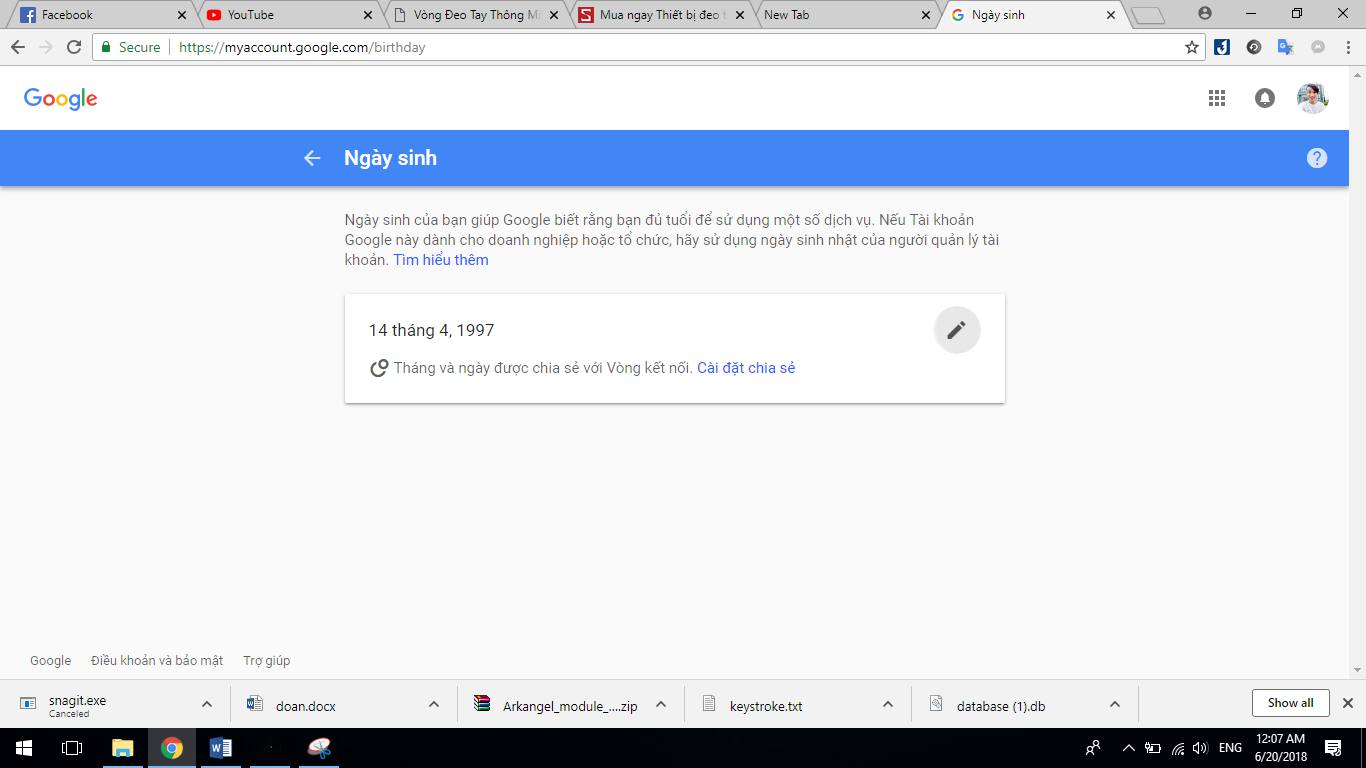 Facebook
YouTube
Vòng Đeo Tay Thông Mi
Mua ngay Thiết bị đeo t
New Tab
Ngày sinh
Secure
https://myaccount.google.com/birthday
Google
Ngày sinh
Ngày sinh của bạn giúp Google biết rằng bạn đủ tuổi để sử dụng một số dịch vụ. Nếu Tài khoản
Google này dành cho doanh nghiệp hoặc tổ chức, hãy sử dụng ngày sinh nhật của người quản lý tài
khoản. Tìm hiểu thêm
14 tháng 4, 1997
Tháng và ngày được chia sẻ với Vòng kết nối. Cài đặt chia sẻ
Google Điều khoản và bảo mật Trợ giúp
snagit.exe
Canceled
doan.docx
Arkangel_module_....zip
keystroke.txt
database (1).db
Show all
ENG
12:07 AM
6/20/2018